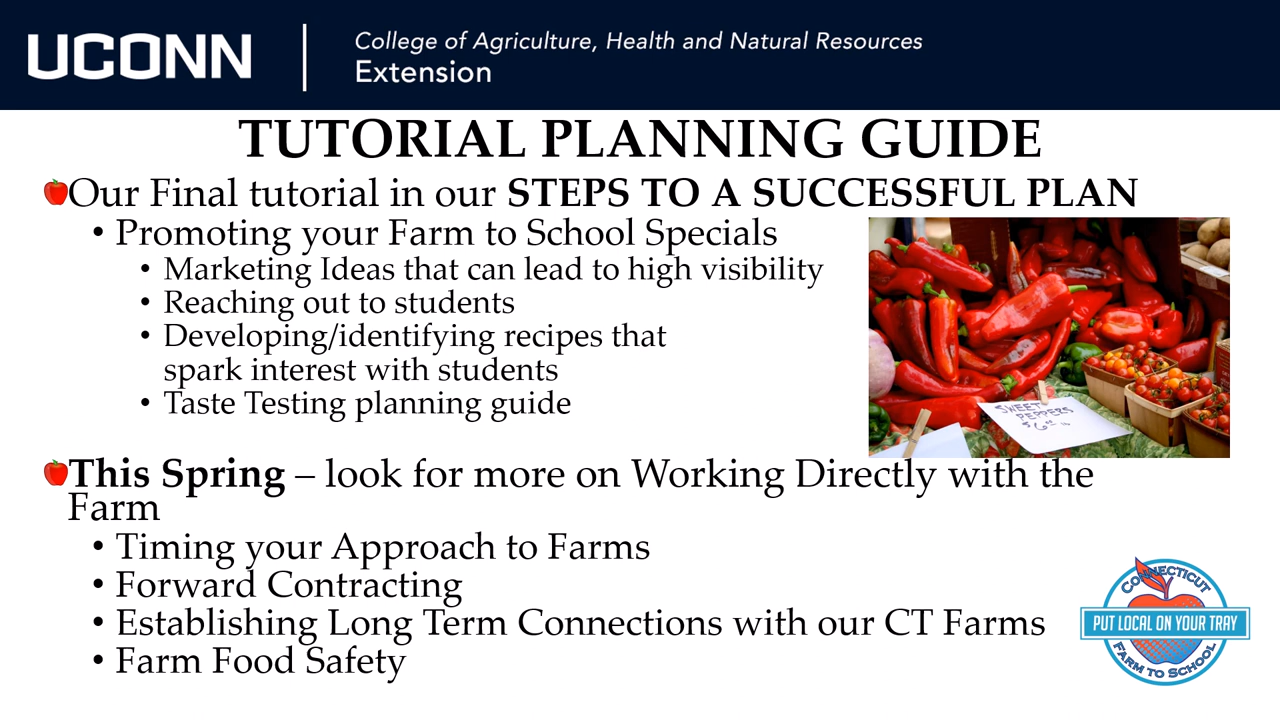 UCONN
College of Agriculture, Health and Natural Resources
Extension
TUTORIAL PLANNING GUIDE
Our Final tutorial in our STEPS TO A SUCCESSFUL PLAN
• Promoting your Farm to School Specials
• Marketing Ideas that can lead to high visibility
• Reaching out to students
• Developing/identifying recipes that
spark interest with students
• Taste Testing planning guide
SWEET
PEPPERS
This Spring – look for more on Working Directly with the
Farm
• Timing your Approach to Farms
• Forward Contracting
• Establishing Long Term Connections with our CT Farms
• Farm Food Safety
CONNECTICUT
PUT LOCAL ON YOUR TRAY
FARM TO SCHOOL